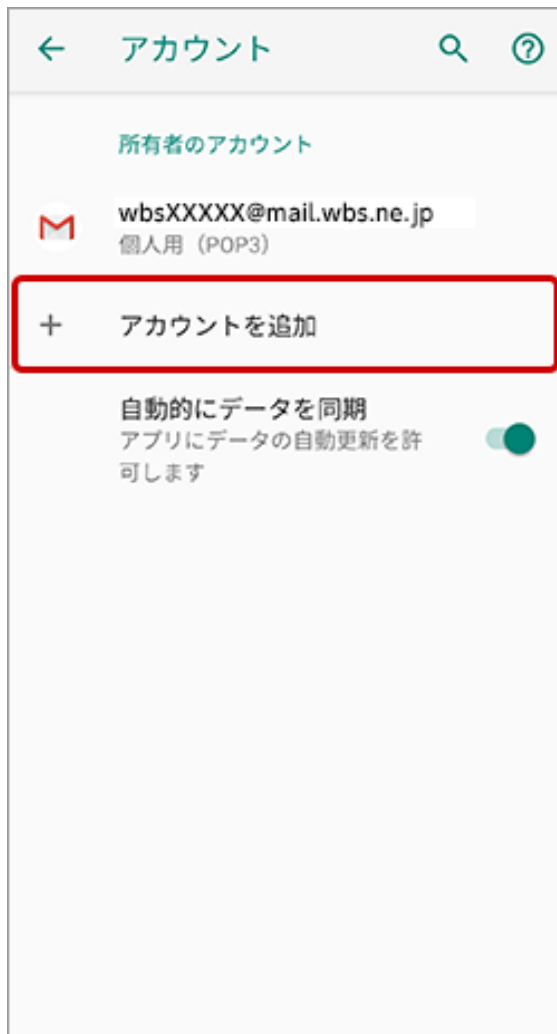 アカウント
所有者のアカウント
wbsXXXXX@mail.wbs.ne.jp
個人用（POP3）
アカウントを追加
自動的にデータを同期
アプリにデータの自動更新を許
可します